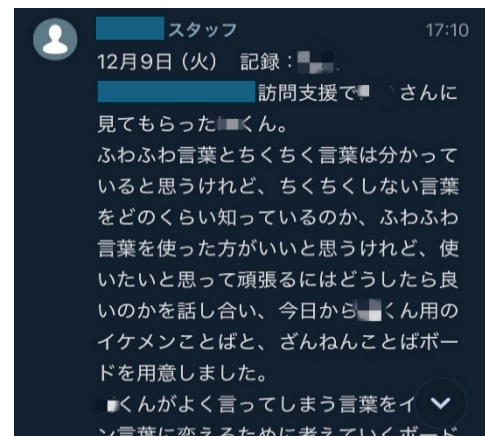 スタッフ 17:10
12月9日（火） 記録：
訪問支援で さんに
見てもらった くん。
ふわふわ言葉とちくちく言葉は分かって
いると思うけれど、ちくちくしない言葉
をどのくらい知っているのか、ふわふわ
言葉を使った方がいいと思うけれど、使
いたいと思って頑張るにはどうしたら良
いのかを話し合い、今日から くん用の
イケメンことばと、ざんねんことばボー
ドを用意しました。
くんがよく言ってしまう言葉をイ
ン言葉に変えるために考えていくボード